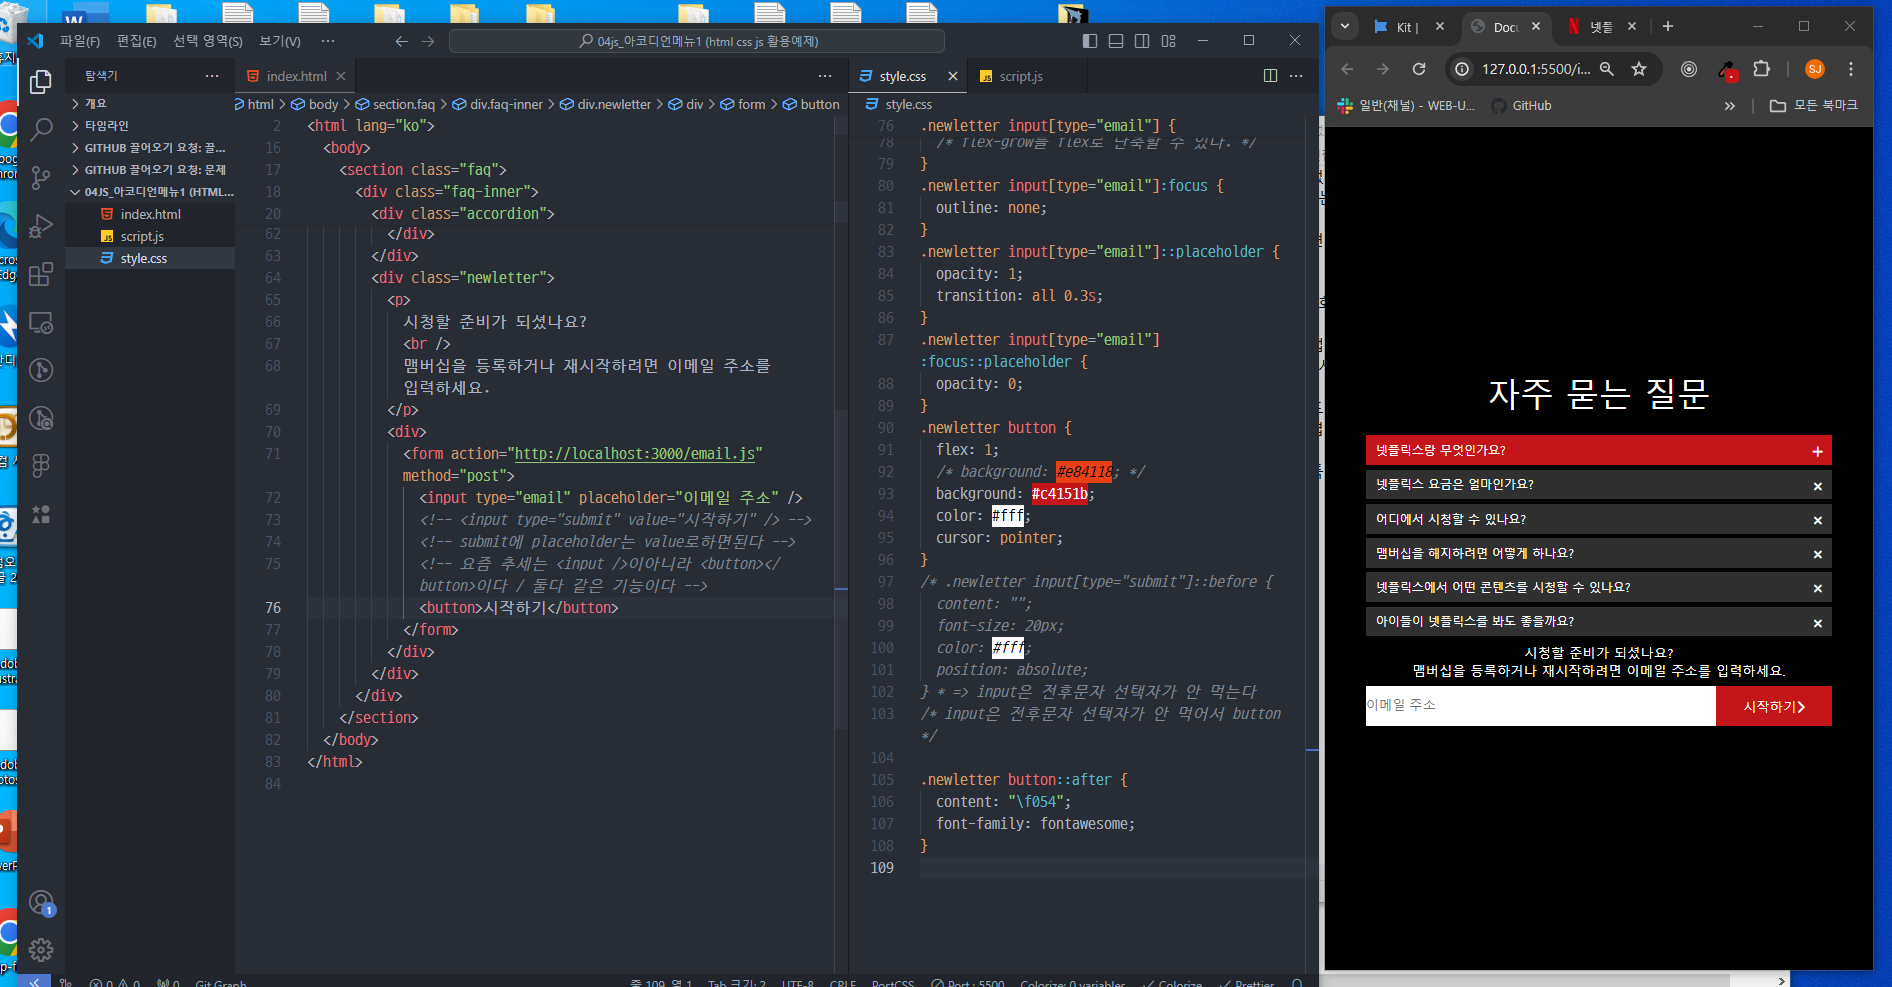 파일(F) 편집(E) 선택 영역(S) 보기(V) ···
04js_아코디언메뉴1 (html css js 활용예제)
탐색기
개요
타임라인
GITHUB 끌어오기 요청: 끌...
GITHUB 끌어오기 요청: 문제
04JS_아코디언메뉴1 (HTML...
index.html
script.js
style.css
index.html
html > body > section.faq > div.faq-inner > div.newletter > div > form > button
2 <html lang="ko">
16 <body>
17 <section class="faq">
18 <div class="faq-inner">
20 <div class="accordion">
62 </div>
63 </div>
64 <div class="newletter">
65 <p>
66 시청할 준비가 되셨나요?
67 <br />
68 맴버십을 등록하거나 재시작하려면 이메일 주소를
입력하세요.
69 </p>
70 <div>
71 <form action="http://localhost:3000/email.js"
method="post">
72 <input type="email" placeholder="이메일 주소" />
73 <!-- <input type="submit" value="시작하기" /> -->
74 <!-- submit에 placeholder는 value로하면된다 -->
75 <!-- 요즘 추세는 <input />이아니라 <button></
button>이다 / 둘다 같은 기능이다 -->
76 <button>시작하기</button>
77 </form>
78 </div>
79 </div>
80 </div>
81 </section>
82 </body>
83 </html>
84
style.css script.js
style.css
76 .newletter input[type="email"] {
78 /* flex-grow를 flex로 단축할 수 있다. */
79 }
80 .newletter input[type="email"]:focus {
81 outline: none;
82 }
83 .newletter input[type="email"]::placeholder {
84 opacity: 1;
85 transition: all 0.3s;
86 }
87 .newletter input[type="email"]
:focus::placeholder {
88 opacity: 0;
89 }
90 .newletter button {
91 flex: 1;
92 /* background: #e84118; */
93 background: #c4151b;
94 color: #fff;
95 cursor: pointer;
96 }
97 /* .newletter input[type="submit"]::before {
98 content: "";
99 font-size: 20px;
100 color: #fff;
101 position: absolute;
102 } * => input은 전후문자 선택자가 안 먹는다
103 /* input은 전후문자 선택자가 안 먹어서 button
*/
104
105 .newletter button::after {
106 content: "\f054";
107 font-family: fontawesome;
108 }
109
0 0 0 Git Graph
줄 109, 열 1 Tab 크기: 2 UTF-8 CRLF PostCSS Port : 5500 Colorize: 0 variables Colorize Prettier
Kit | Docu 넷플
127.0.0.1:5500/i... SJ
일반(채널) - WEB-U... GitHub » 모든 북마크
자주 묻는 질문
넷플릭스랑 무엇인가요? +
넷플릭스 요금은 얼마인가요? ×
어디에서 시청할 수 있나요? ×
맴버십을 해지하려면 어떻게 하나요? ×
넷플릭스에서 어떤 콘텐츠를 시청할 수 있나요? ×
아이들이 넷플릭스를 봐도 좋을까요? ×
시청할 준비가 되셨나요?
맴버십을 등록하거나 재시작하려면 이메일 주소를 입력하세요.
이메일 주소 시작하기